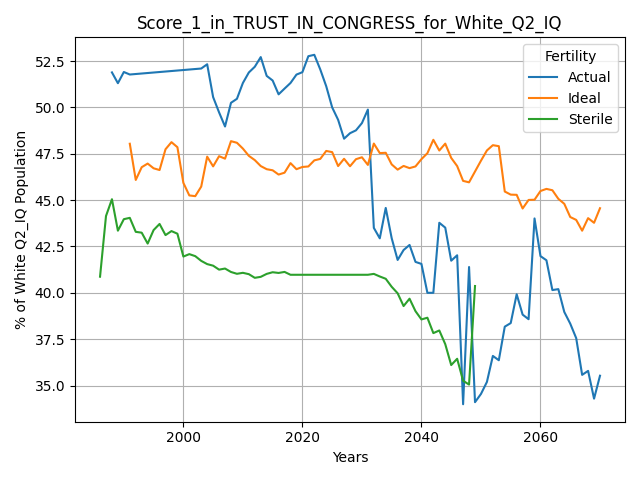 Score_1_in_TRUST_IN_CONGRESS_for_White_Q2_IQ
% of White Q2_IQ Population
52.5
50.0
47.5
45.0
42.5
40.0
37.5
35.0
Fertility
Actual
Ideal
Sterile
2000
2020
2040
2060
Years